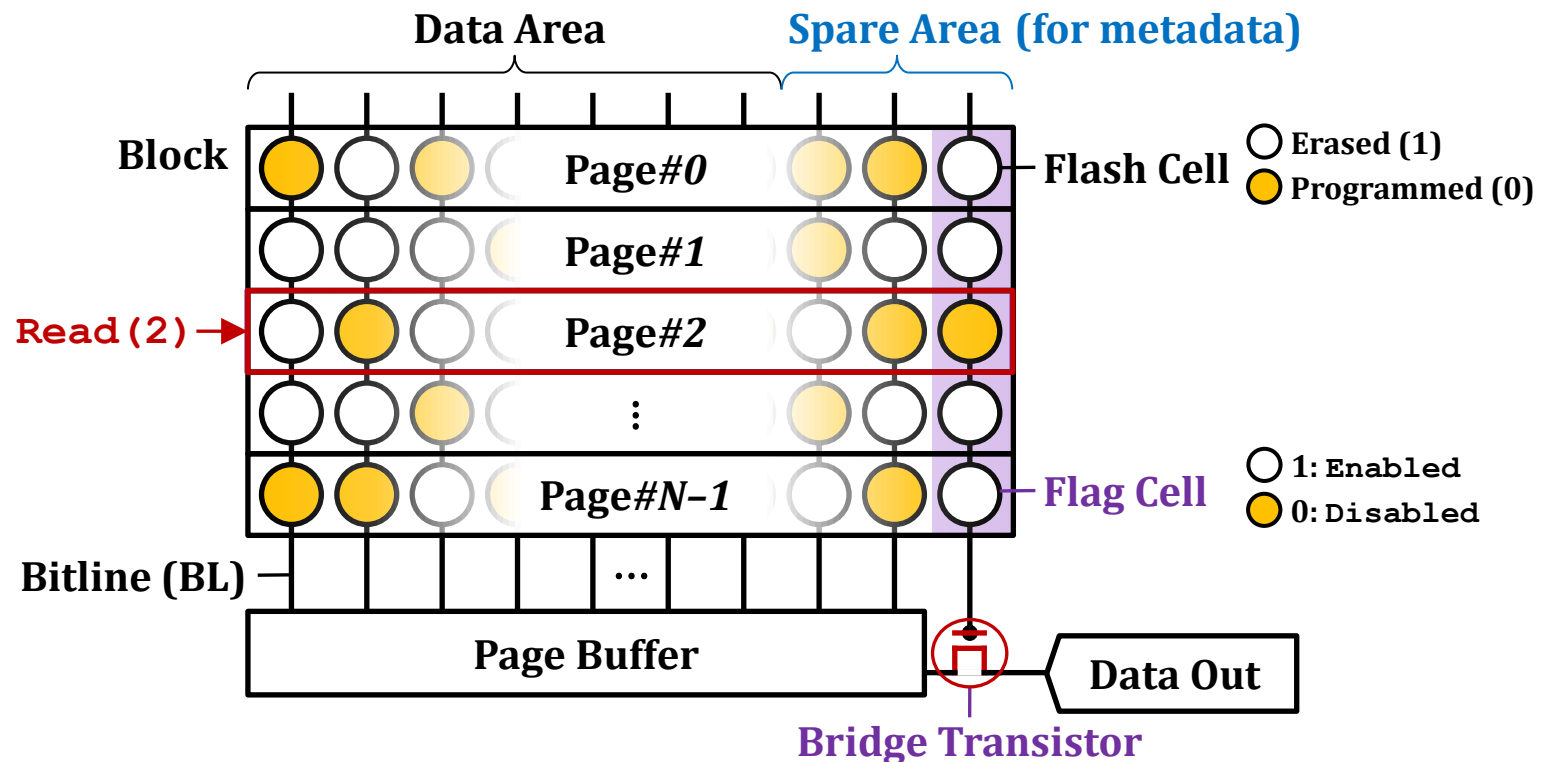 Data Area
Spare Area (for metadata)
Block
Page#0
Flash Cell
Erased (1)
Programmed (0)
Page#1
Read(2)
Page#2
⋮
Page#N–1
Flag Cell
1: Enabled
0: Disabled
Bitline (BL)
...
Page Buffer
Data Out
Bridge Transistor